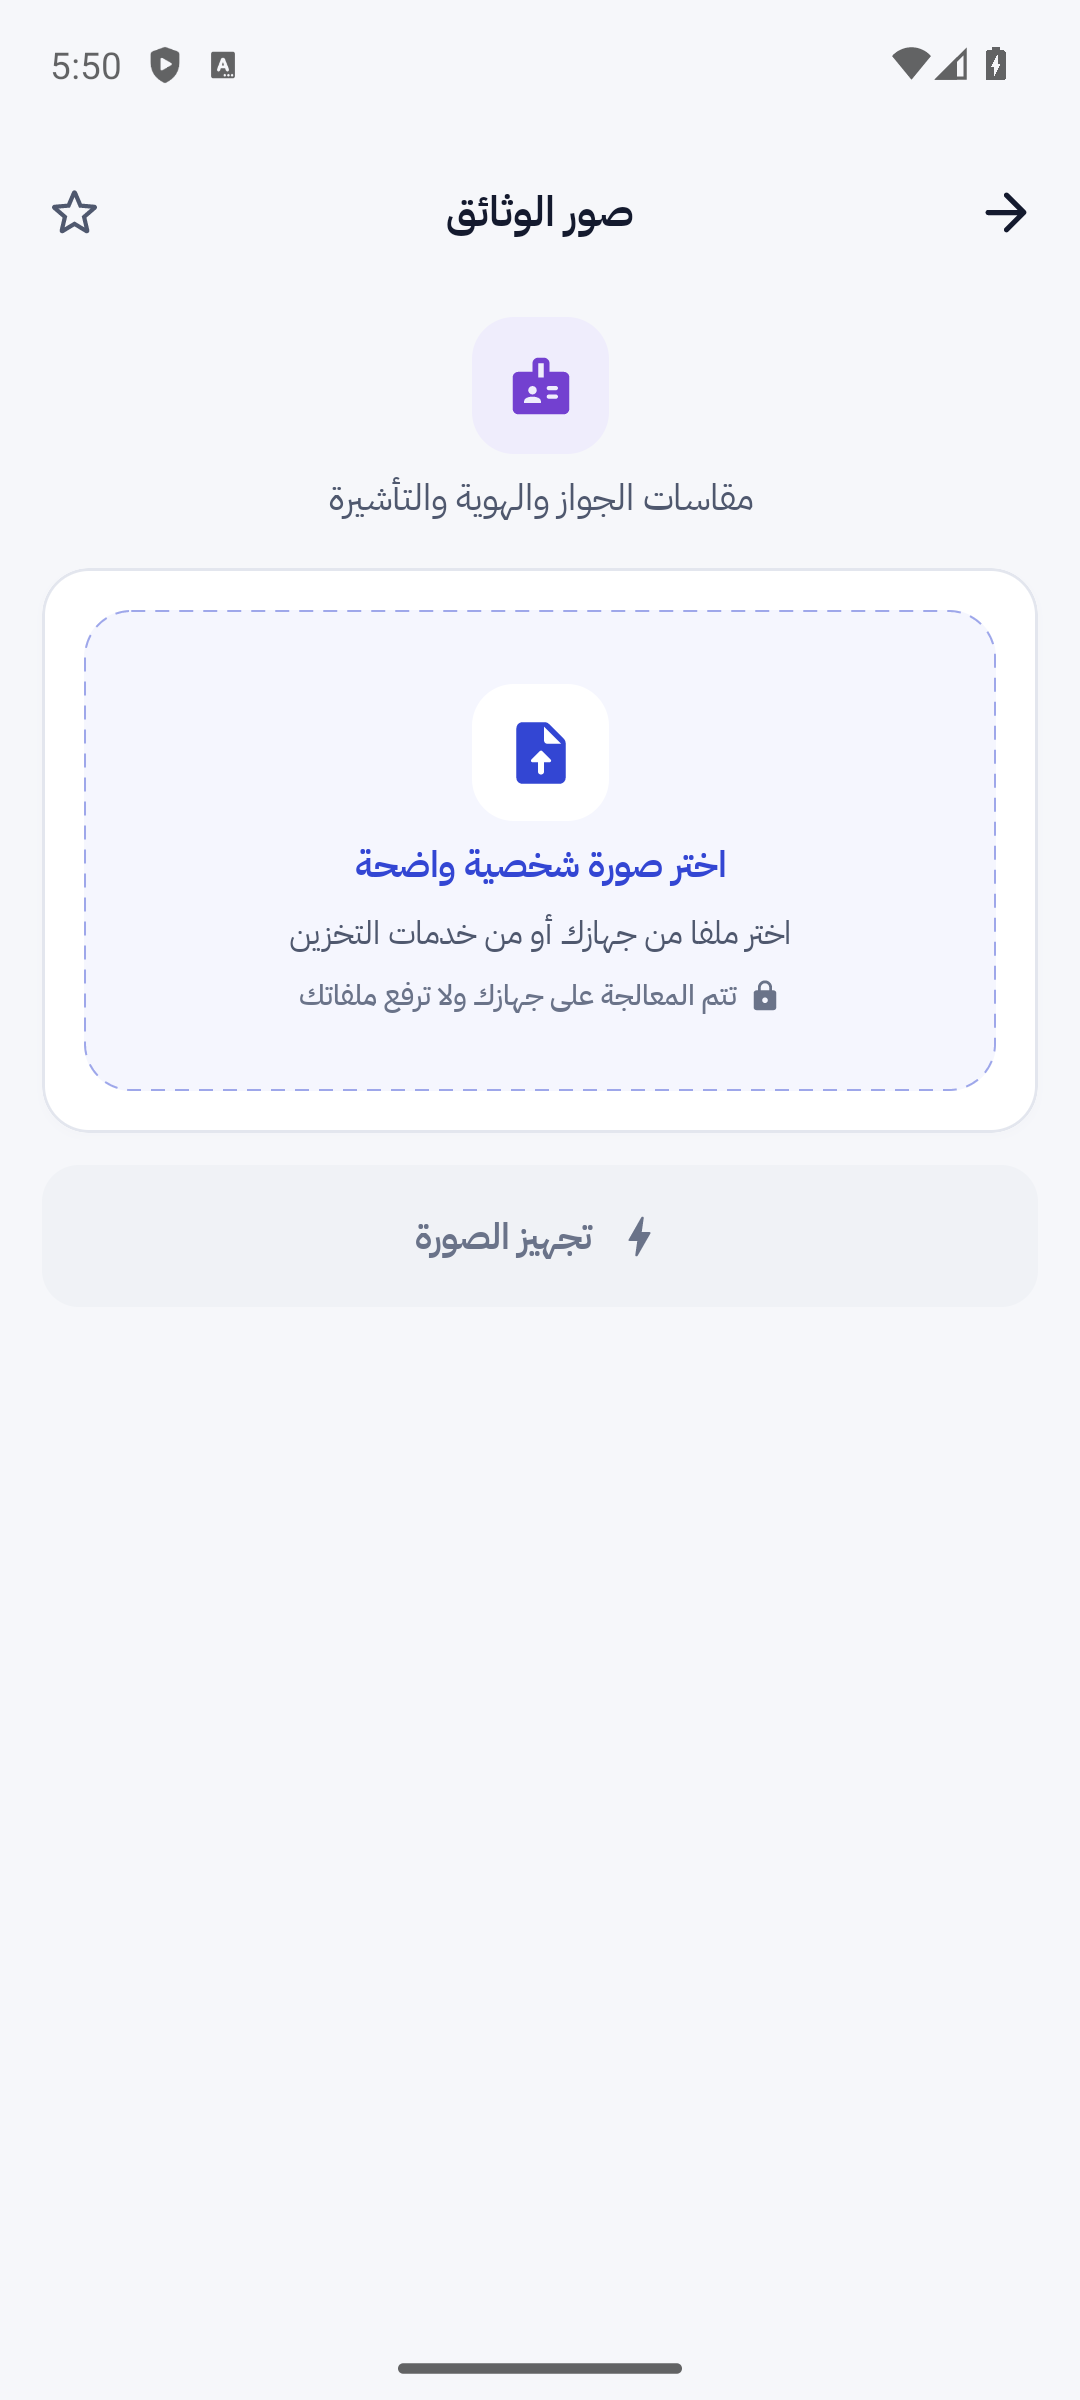 5:50
صور الوثائق
مقاسات الجواز والهوية والتأشيرة
اختر صورة شخصية واضحة
اختر ملفا من جهازك أو من خدمات التخزين
تتم المعالجة على جهازك ولا ترفع ملفاتك
تجهيز الصورة